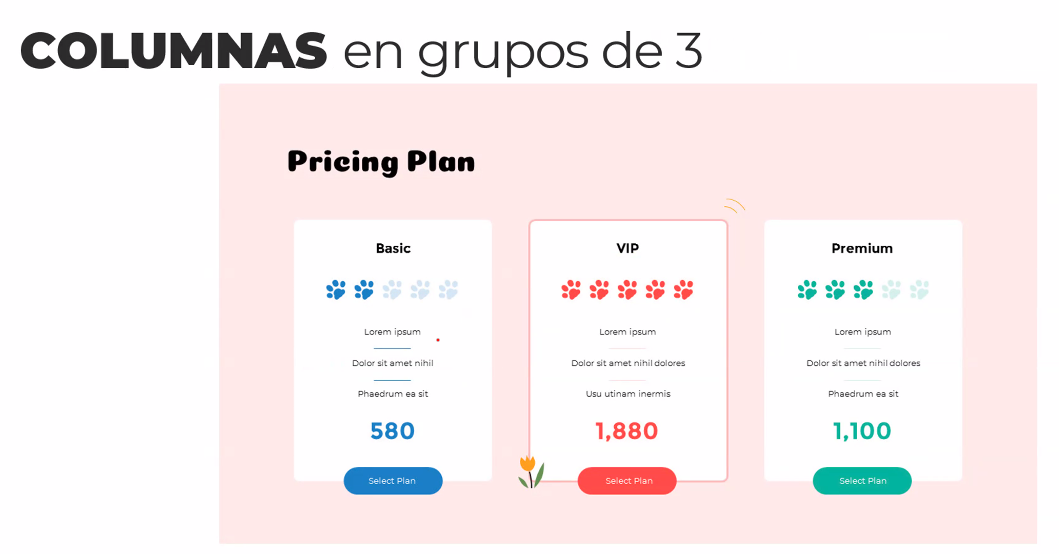 COLUMNAS en grupos de 3
Pricing Plan
Basic
Lorem ipsum
Dolor sit amet nihil
Phaedrum ea sit
580
Select Plan
VIP
Lorem ipsum
Dolor sit amet nihil dolores
Usu utinam inermis
1,880
Select Plan
Premium
Lorem ipsum
Dolor sit amet nihil dolores
Phaedrum ea sit
1,100
Select Plan